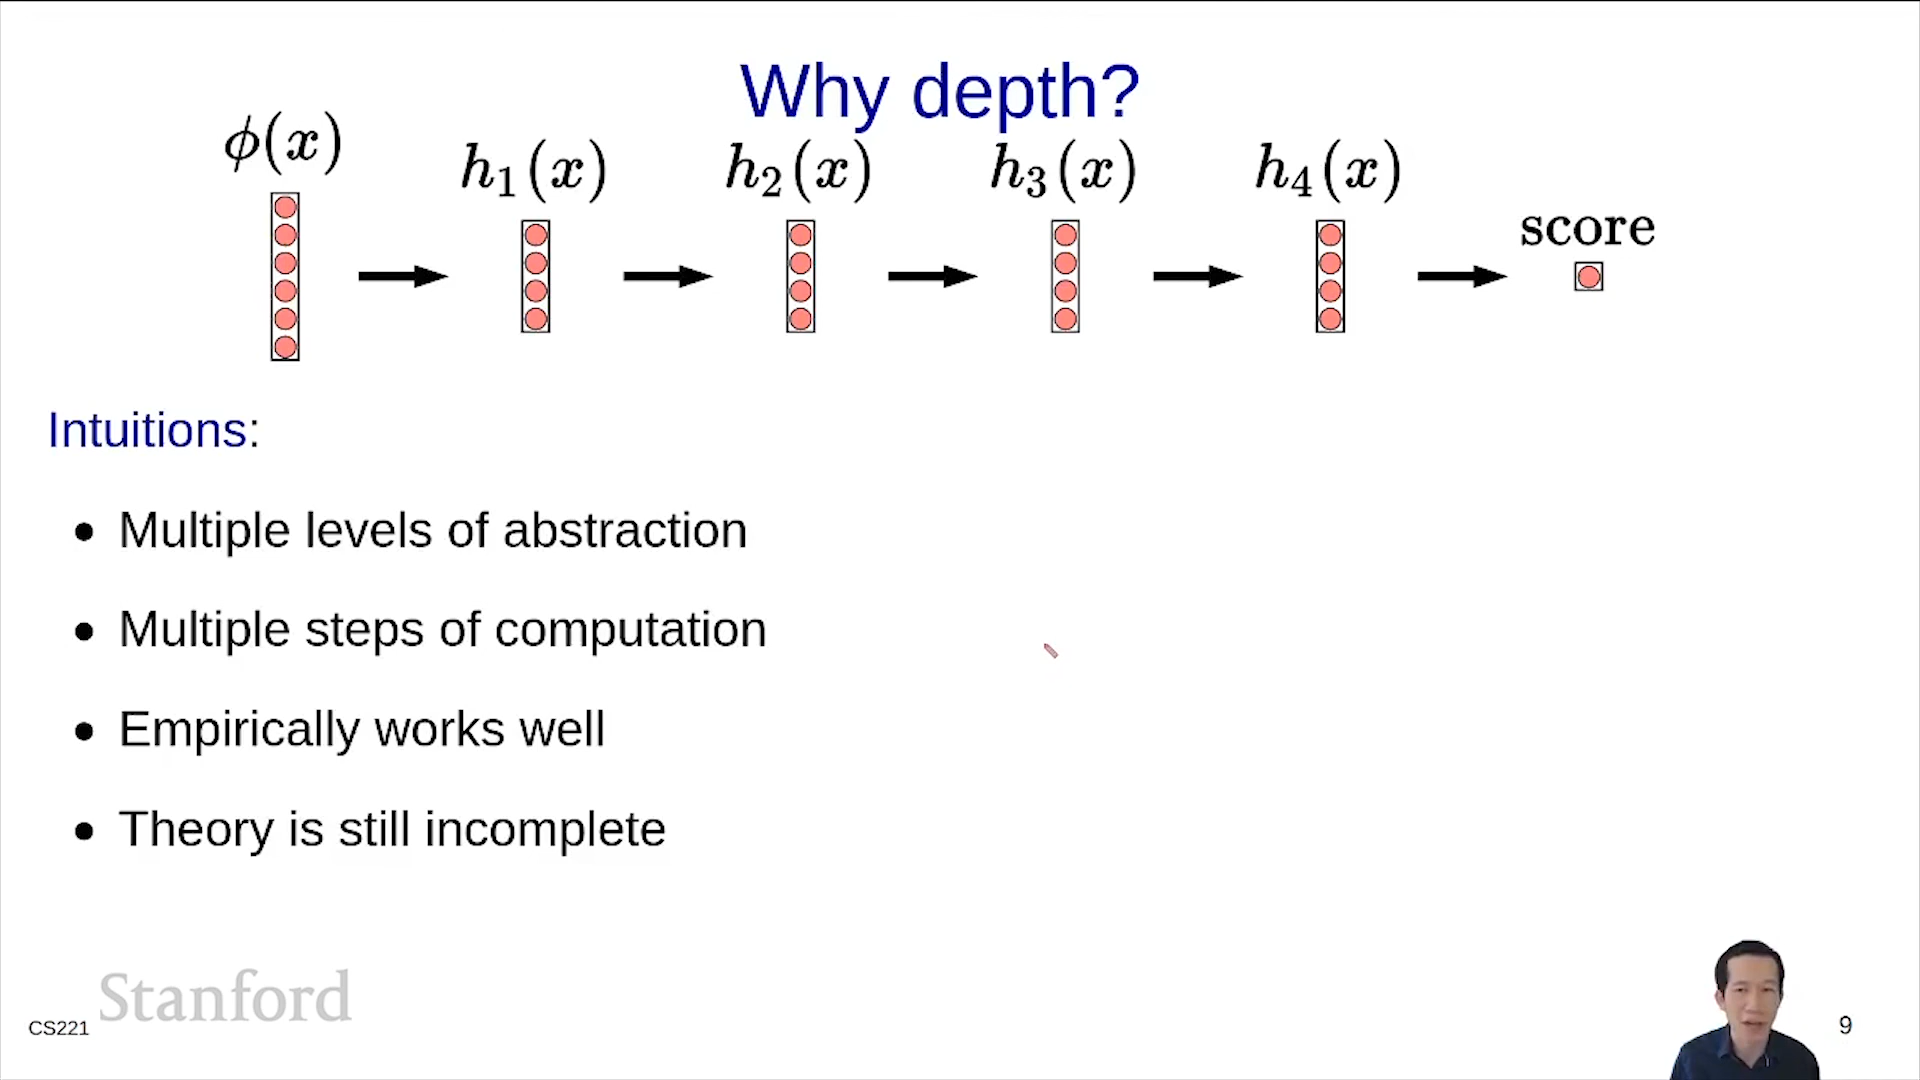 Why depth?
ϕ(x)
h₁(x) h₂(x) h₃(x) h₄(x)
score
Intuitions:
• Multiple levels of abstraction
• Multiple steps of computation
• Empirically works well
• Theory is still incomplete
Stanford
CS221
9